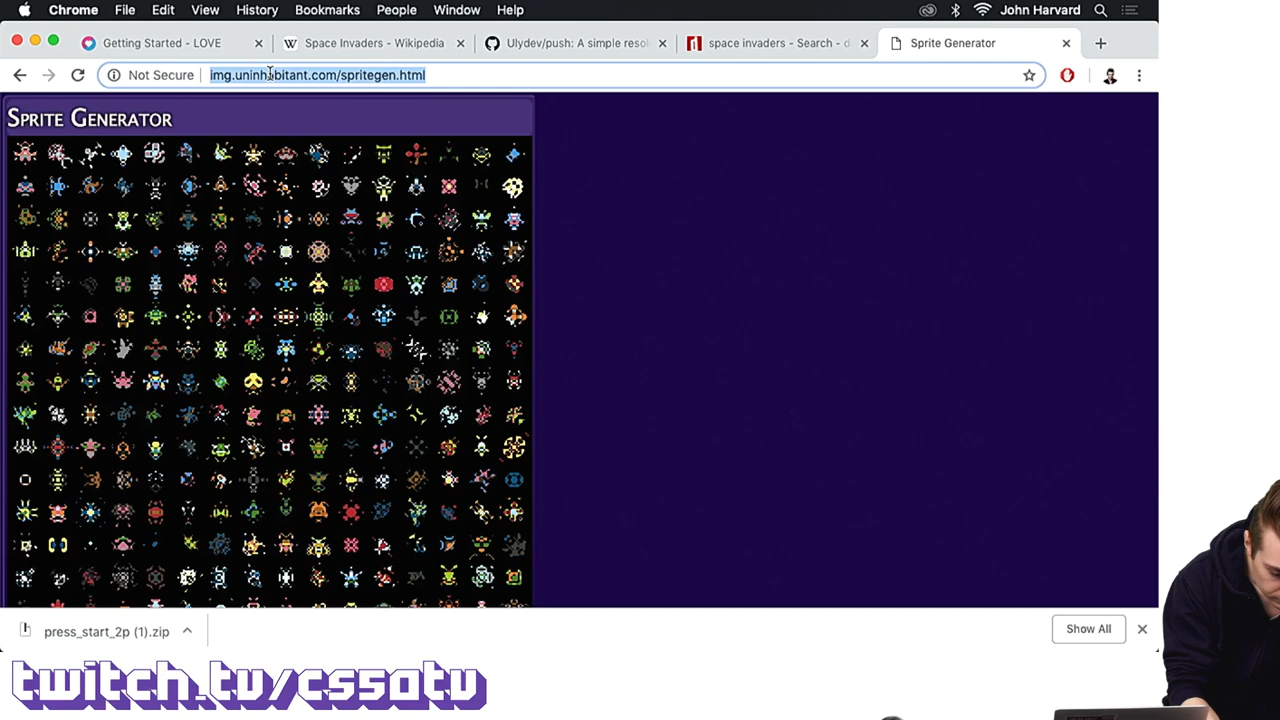 Chrome File Edit View History Bookmarks People Window Help John Harvard
Getting Started - LOVE Space Invaders - Wikipedia Ulydev/push: A simple reso space invaders - Search - d Sprite Generator
Not Secure img.uninhabitant.com/spritegen.html
Sprite Generator
press_start_2p (1).zip Show All
twitch.tv/cs50tv